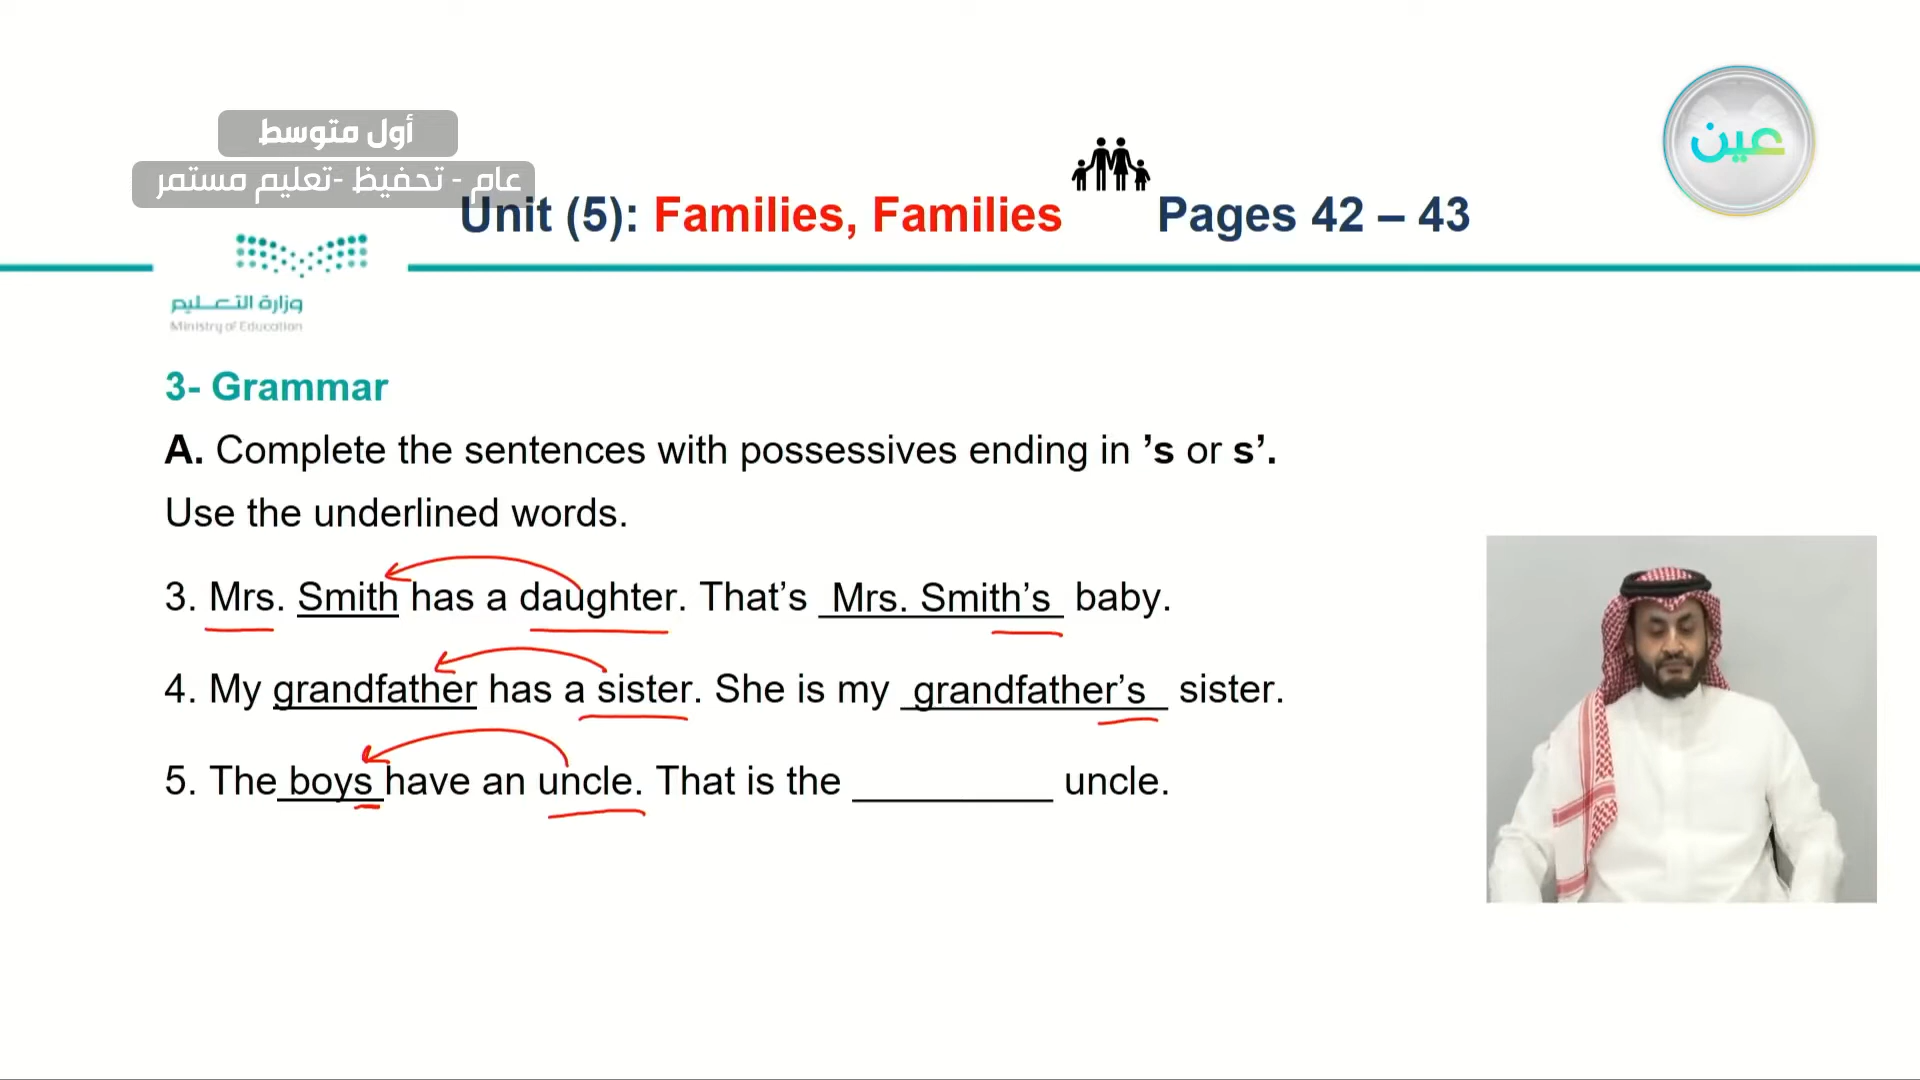 أول متوسط
عام - تحفيظ -تعليم مستمر
عين
Unit (5): Families, Families Pages 42 – 43
وزارة التعليم
Ministry of Education
3- Grammar
A. Complete the sentences with possessives ending in ’s or s’.
Use the underlined words.
3. Mrs. Smith has a daughter. That’s Mrs. Smith’s baby.
4. My grandfather has a sister. She is my grandfather’s sister.
5. The boys have an uncle. That is the __________ uncle.